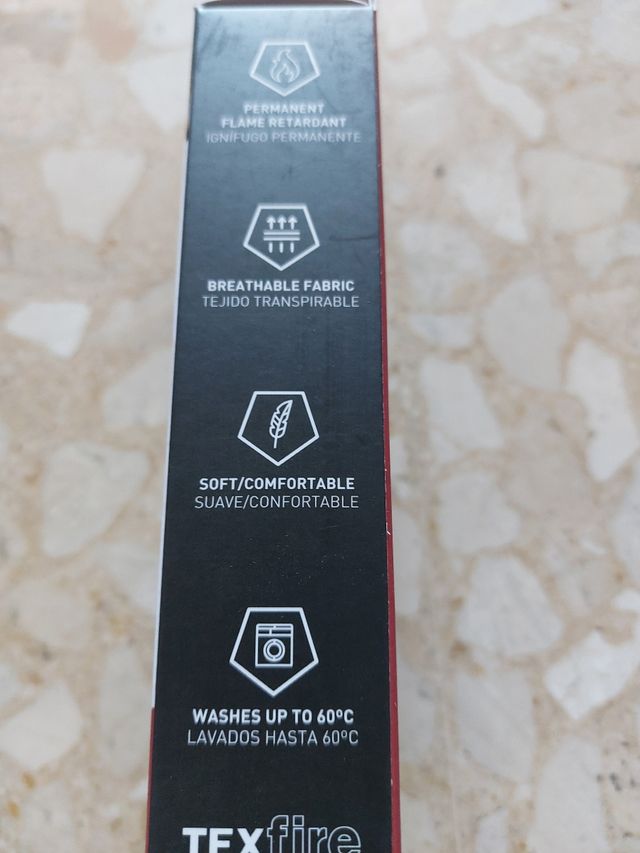 PERMANENT
FLAME RETARDANT
IGNÍFUGO PERMANENTE
BREATHABLE FABRIC
TEJIDO TRANSPIRABLE
SOFT/COMFORTABLE
SUAVE/CONFORTABLE
WASHES UP TO 60ºC
LAVADOS HASTA 60ºC
TEXfire